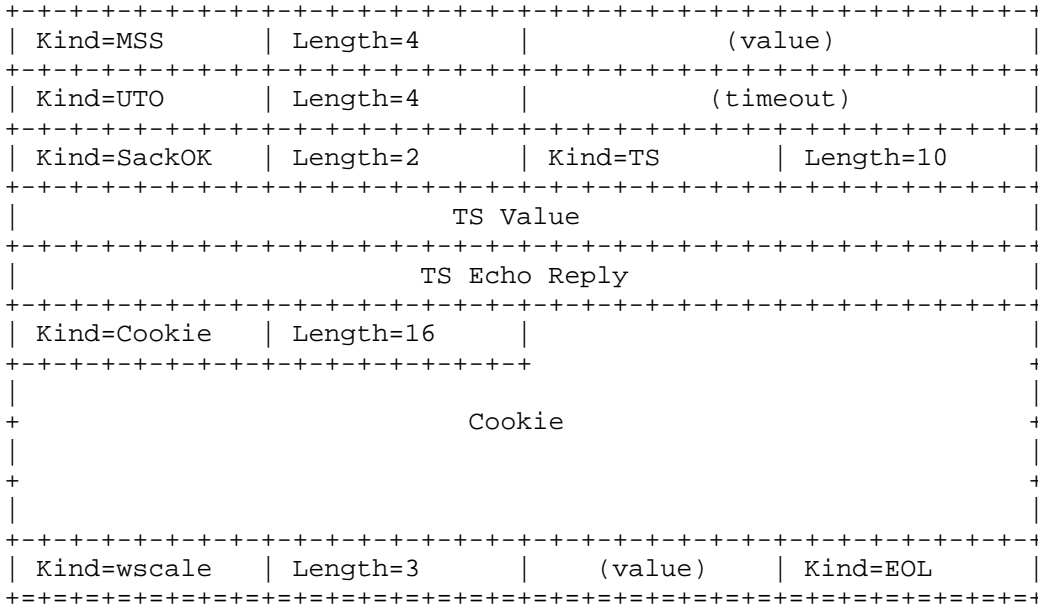 +-+-+-+-+-+-+-+-+-+-+-+-+-+-+-+-+-+-+-+-+-+-+-+-+-+-+-+-+-+-+-+-+
| Kind=MSS | Length=4 | (value) |
+-+-+-+-+-+-+-+-+-+-+-+-+-+-+-+-+-+-+-+-+-+-+-+-+-+-+-+-+-+-+-+-+
| Kind=UTO | Length=4 | (timeout) |
+-+-+-+-+-+-+-+-+-+-+-+-+-+-+-+-+-+-+-+-+-+-+-+-+-+-+-+-+-+-+-+-+
| Kind=SackOK | Length=2 | Kind=TS | Length=10 |
+-+-+-+-+-+-+-+-+-+-+-+-+-+-+-+-+-+-+-+-+-+-+-+-+-+-+-+-+-+-+-+-+
| TS Value |
+-+-+-+-+-+-+-+-+-+-+-+-+-+-+-+-+-+-+-+-+-+-+-+-+-+-+-+-+-+-+-+-+
| TS Echo Reply |
+-+-+-+-+-+-+-+-+-+-+-+-+-+-+-+-+-+-+-+-+-+-+-+-+-+-+-+-+-+-+-+-+
| Kind=Cookie | Length=16 | |
+-+-+-+-+-+-+-+-+-+-+-+-+-+-+-+-+ +
| |
+ Cookie +
| |
+ +
| |
+-+-+-+-+-+-+-+-+-+-+-+-+-+-+-+-+-+-+-+-+-+-+-+-+-+-+-+-+-+-+-+-+
| Kind=wscale | Length=3 | (value) | Kind=EOL |
+=+=+=+=+=+=+=+=+=+=+=+=+=+=+=+=+=+=+=+=+=+=+=+=+=+=+=+=+=+=+=+=+